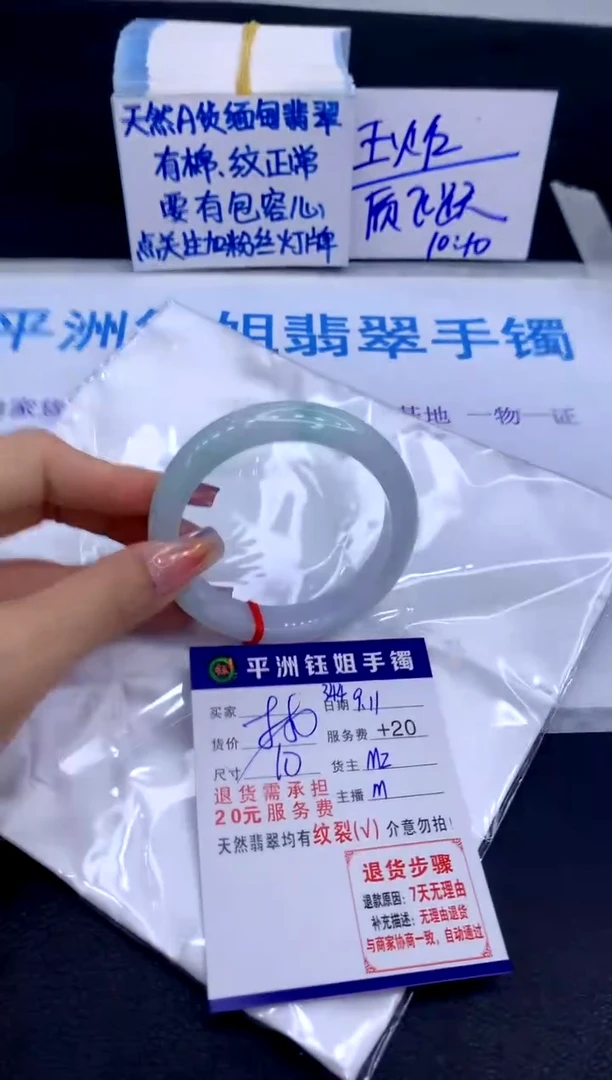 天然A货缅甸翡翠
有棉、纹正常
要有包容心
点关注加粉丝灯牌
10:10
平洲 姐翡翠手镯
基地 一物一证
平洲钰姐手镯
买家 日期 9.11
货价 服务费 +20
尺寸 10 货主 M2
退货需承担 主播 M
20元服务费
天然翡翠均有纹裂(√) 介意勿拍!
退货步骤
退款原因: 7天无理由
补充描述: 无理由退货
与商家协商一致，自动通过